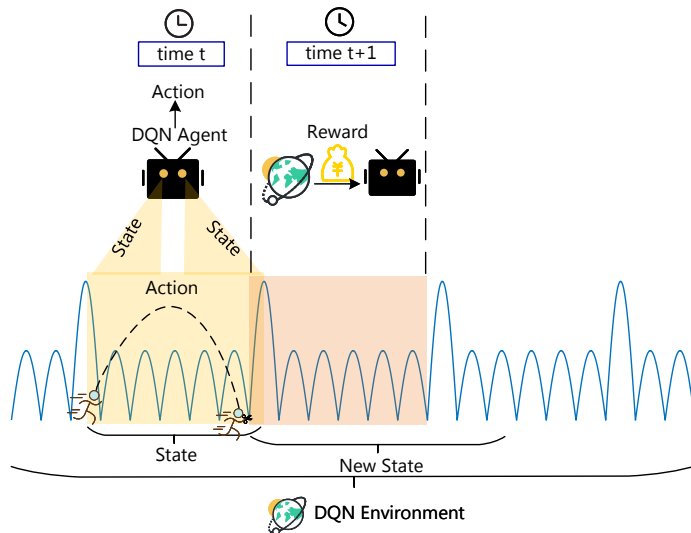 time t
time t+1
Action
DQN Agent
Reward
¥
State
State
Action
State
New State
DQN Environment